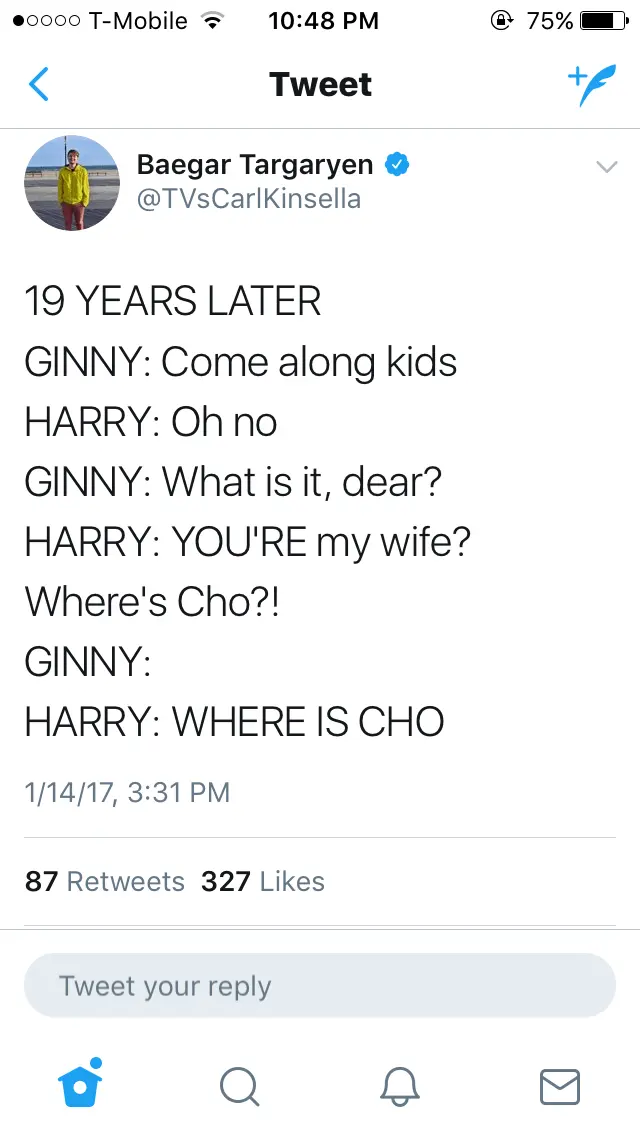 T-Mobile 10:48 PM 75%
Tweet
Baegar Targaryen
@TVsCarlKinsella
19 YEARS LATER
GINNY: Come along kids
HARRY: Oh no
GINNY: What is it, dear?
HARRY: YOU'RE my wife?
Where's Cho?!
GINNY:
HARRY: WHERE IS CHO
1/14/17, 3:31 PM
87 Retweets 327 Likes
Tweet your reply